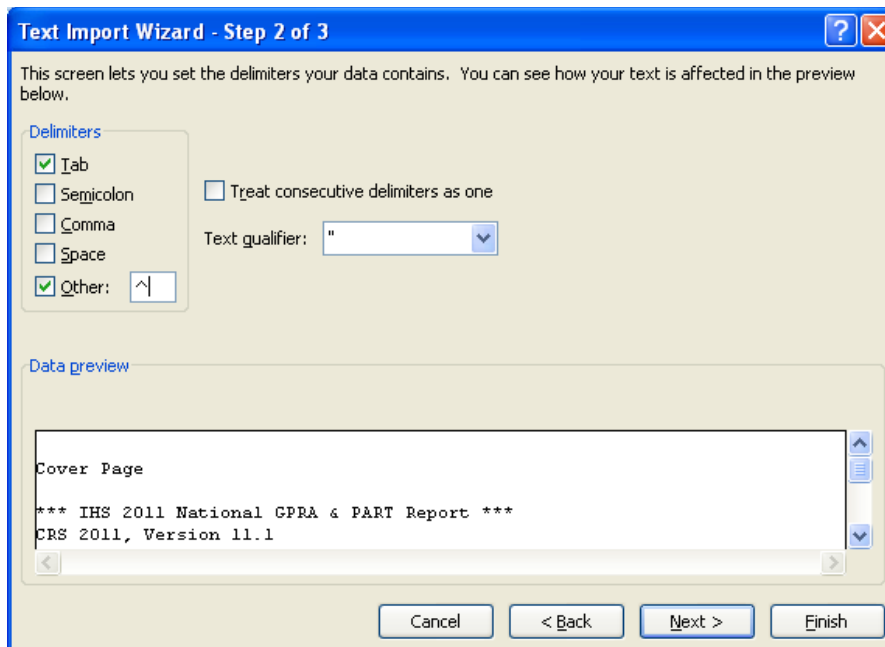 Text Import Wizard - Step 2 of 3
This screen lets you set the delimiters your data contains.  You can see how your text is affected in the preview
below.
Delimiters
Tab
Semicolon
Comma
Space
Other: ^
Treat consecutive delimiters as one
Text qualifier: "
Data preview
Cover Page
*** IHS 2011 National GPRA & PART Report ***
CRS 2011, Version 11.1
Cancel
< Back
Next >
Finish